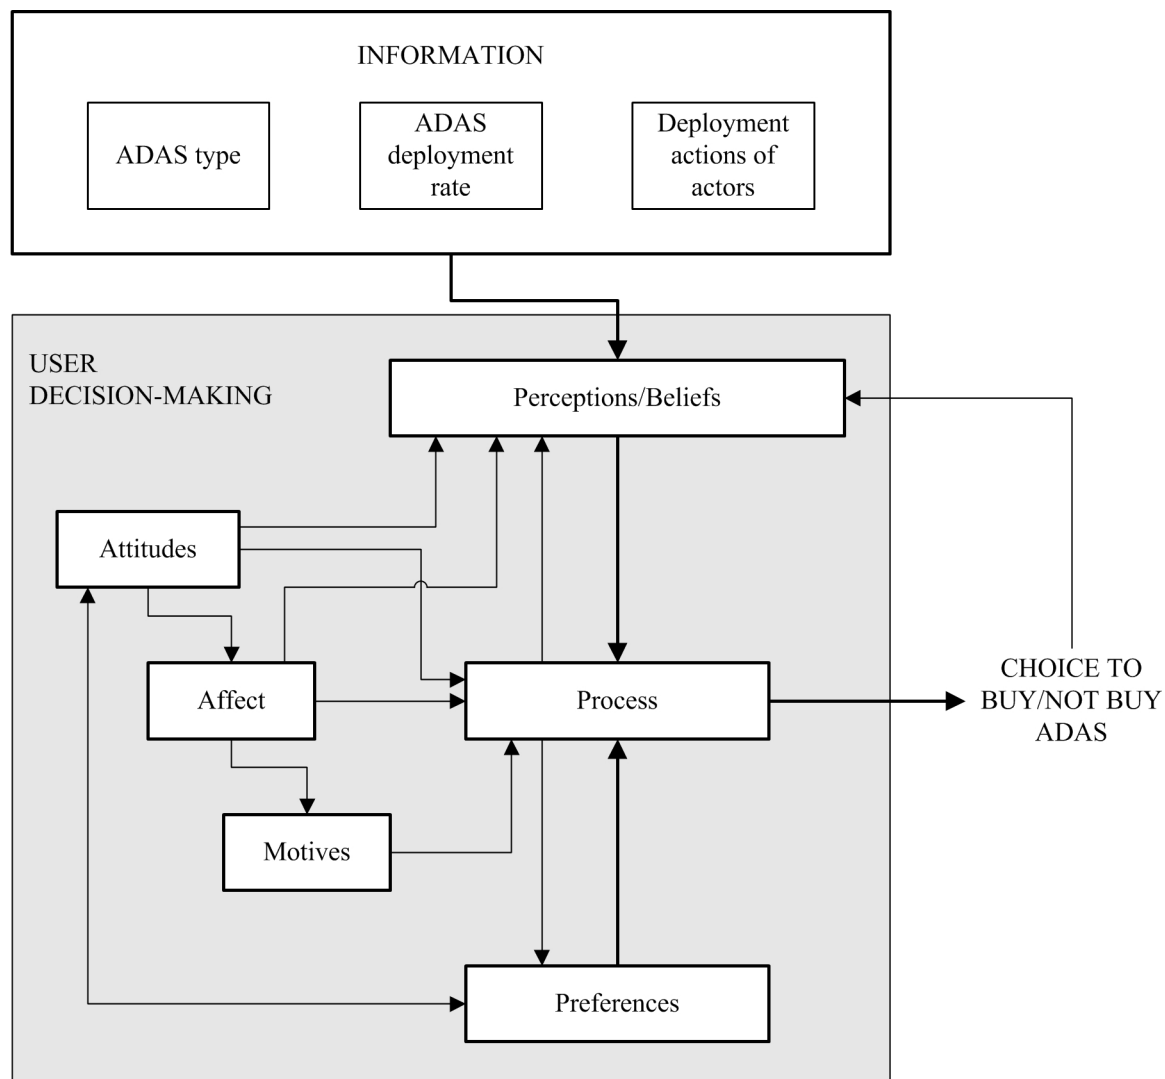 INFORMATION
ADAS type
ADAS
deployment
rate
Deployment
actions of
actors
USER
DECISION-MAKING
Perceptions/Beliefs
Attitudes
Affect
Process
CHOICE TO
BUY/NOT BUY
ADAS
Motives
Preferences